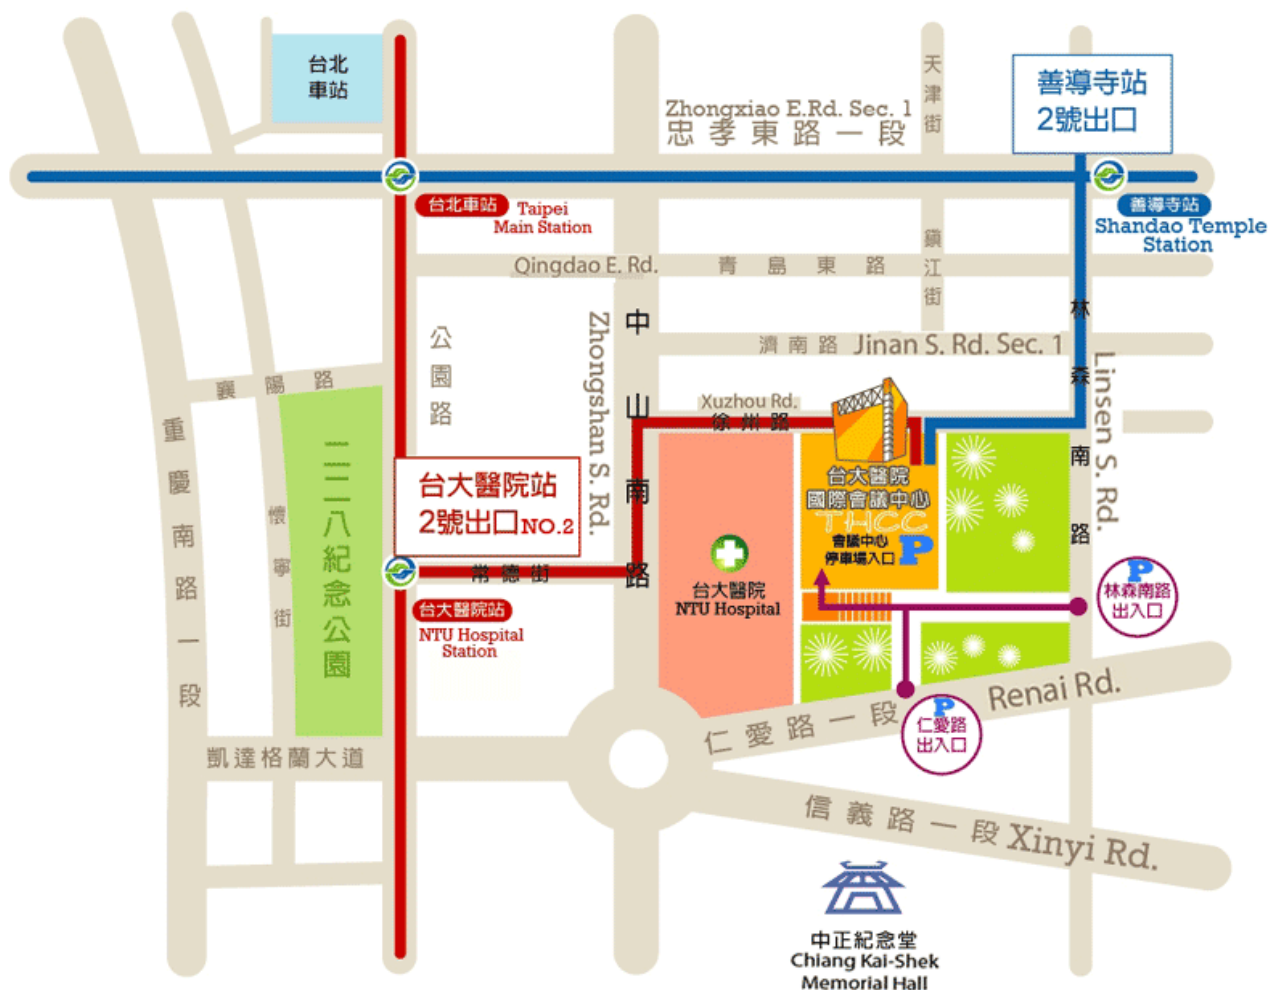 台北
車站
Zhongxiao E.Rd. Sec. 1
忠孝東路一段
天津街
善導寺站
2號出口
台北車站
Taipei
Main Station
善導寺站
Shandao Temple
Station
Qingdao E. Rd.
青島東路
鎮江街
濟南路 Jinan S. Rd. Sec. 1
公園路
Zhongshan S. Rd.
中山南路
林森南路
Linsen S. Rd.
襄陽路
Xuzhou Rd.
徐州路
重慶南路一段
懷寧街
二二八紀念公園
台大醫院站
2號出口NO.2
常德街
台大醫院站
NTU Hospital
Station
台大醫院
國際會議中心
THCC
會議中心
停車場入口 P
台大醫院
NTU Hospital
P
林森南路
出入口
P
仁愛路
出入口
仁愛路一段 Renai Rd.
凱達格蘭大道
信義路一段 Xinyi Rd.
中正紀念堂
Chiang Kai-Shek
Memorial Hall